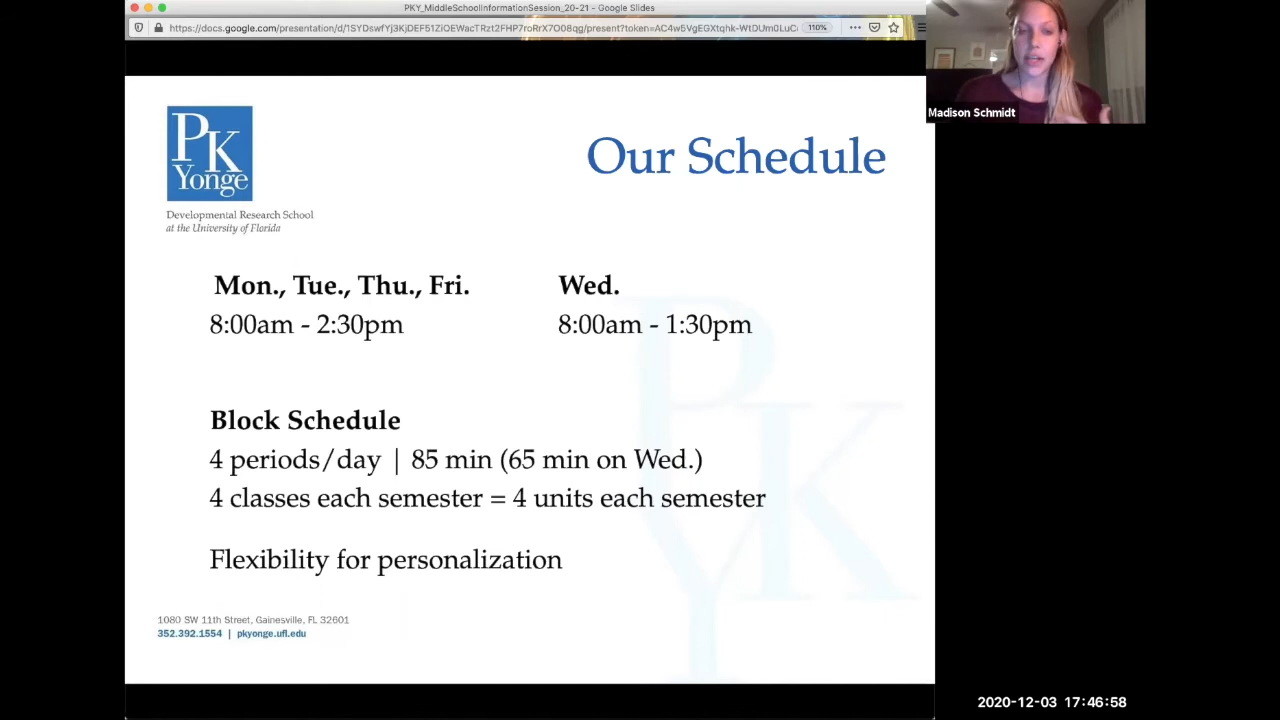 PKY_MiddleSchoolInformationSession_20-21 - Google Slides
110%
Madison Schmidt
PK
Yonge
Developmental Research School
at the University of Florida
Our Schedule
Mon., Tue., Thu., Fri.
Wed.
8:00am - 2:30pm
8:00am - 1:30pm
Block Schedule
4 periods/day | 85 min (65 min on Wed.)
4 classes each semester = 4 units each semester
Flexibility for personalization
1080 SW 11th Street, Gainesville, FL 32601
352.392.1554 | pkyonge.ufl.edu
2020-12-03 17:46:58